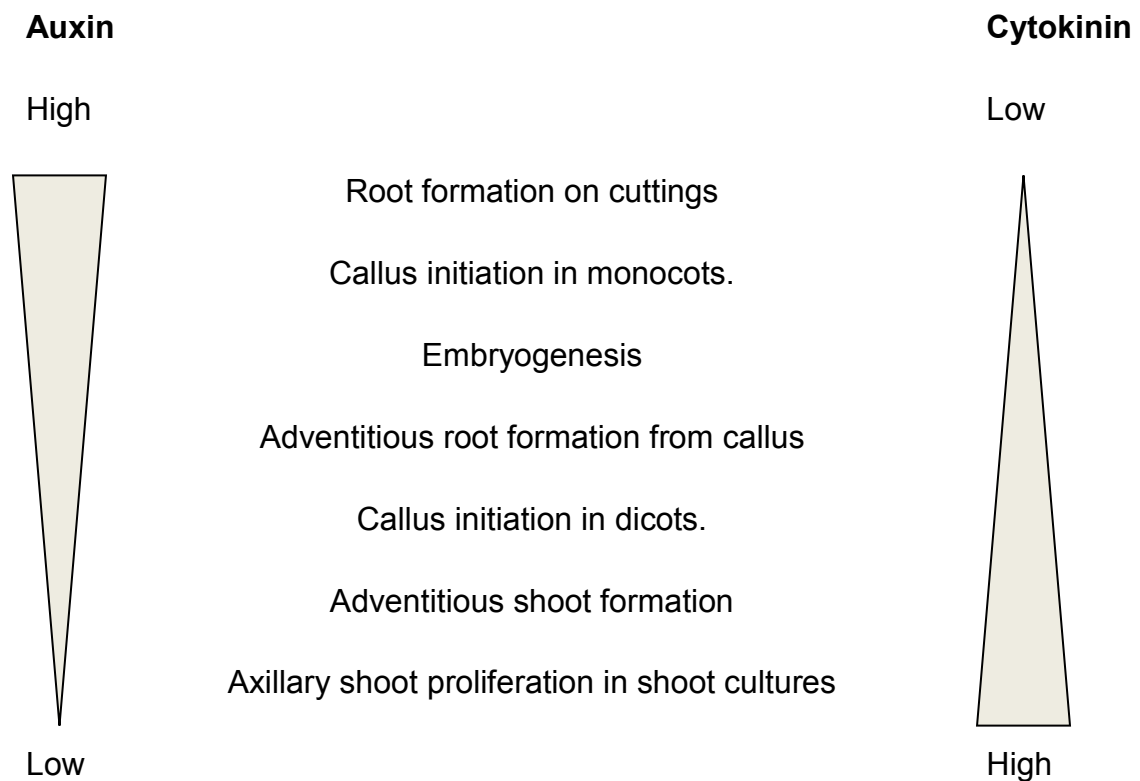 Auxin Cytokinin
High Low
Root formation on cuttings
Callus initiation in monocots.
Embryogenesis
Adventitious root formation from callus
Callus initiation in dicots.
Adventitious shoot formation
Axillary shoot proliferation in shoot cultures
Low High